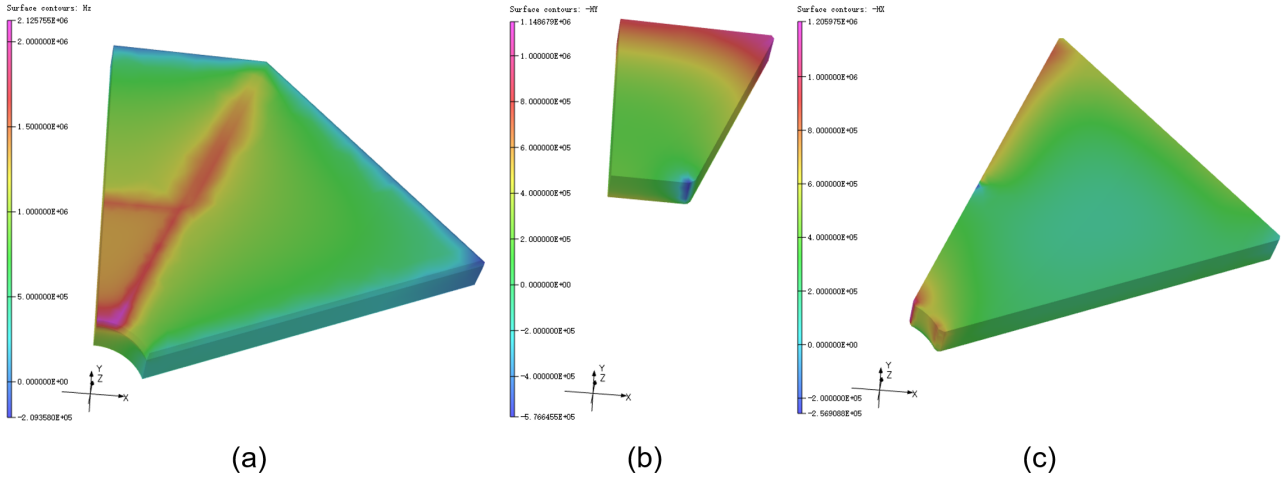 Surface contours: Hz
2.125755E+06
2.000000E+06
1.500000E+06
1.000000E+06
5.000000E+05
0.000000E+00
-2.093580E+05
Y
Z
X
(a)
Surface contours: -HY
1.148679E+06
1.000000E+06
8.000000E+05
6.000000E+05
4.000000E+05
2.000000E+05
0.000000E+00
-2.000000E+05
-4.000000E+05
-5.766455E+05
Y
Z
X
(b)
Surface contours: -HX
1.205975E+06
1.000000E+06
8.000000E+05
6.000000E+05
4.000000E+05
2.000000E+05
0.000000E+00
-2.000000E+05
-2.569088E+05
Y
Z
X
(c)